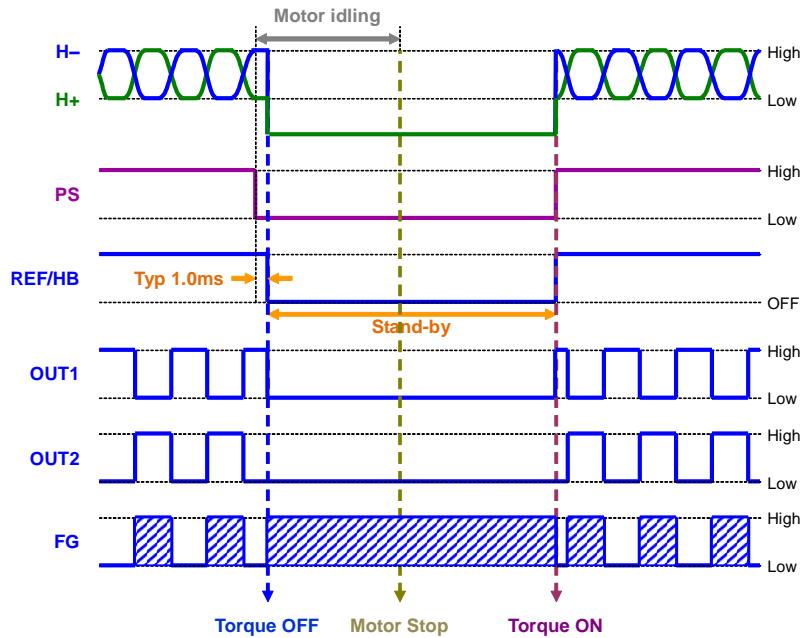 Motor idling
H–
High
H+
Low
High
PS
Low
REF/HB
Typ 1.0ms
OFF
Stand-by
High
OUT1
Low
High
OUT2
Low
High
FG
Low
Torque OFF
Motor Stop
Torque ON